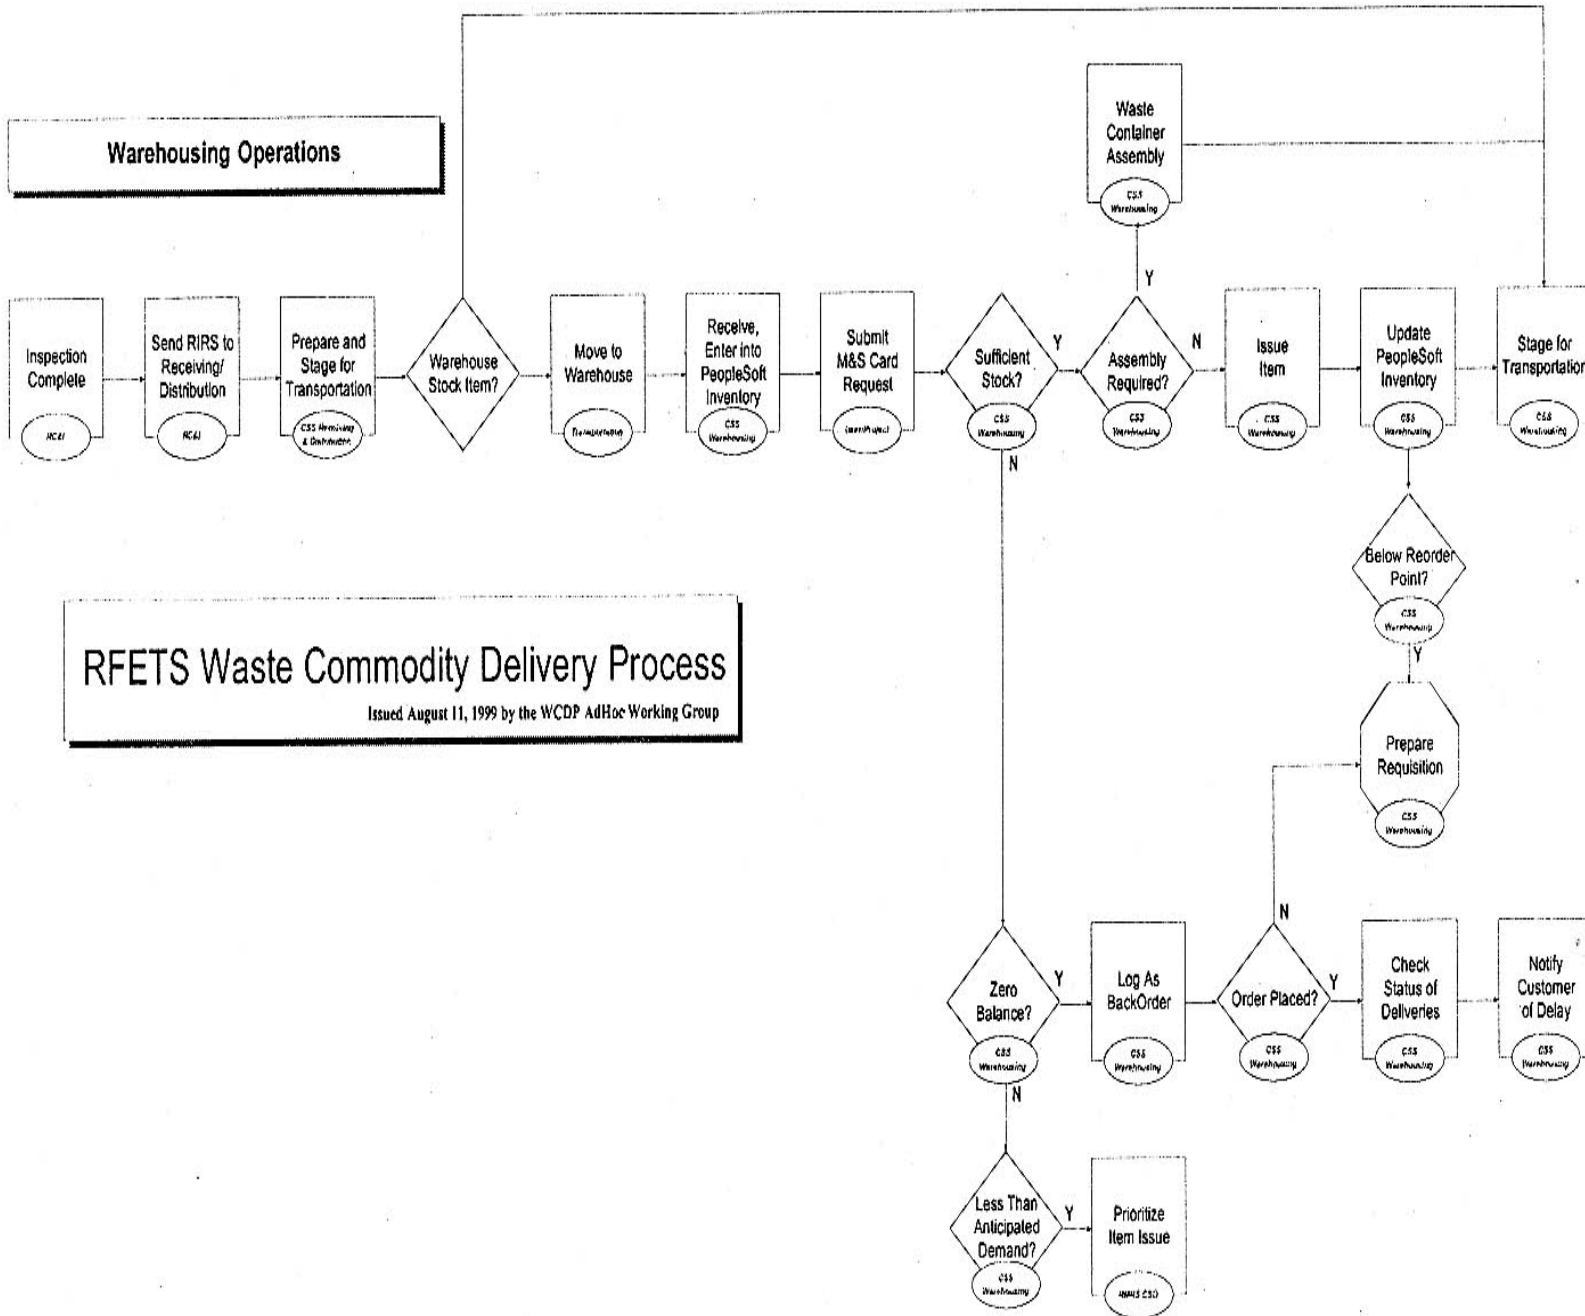 Waste
Container
Assembly
CSS
Warehousing
Warehousing Operations
Y
Inspection
Complete
Send RIRS to
Receiving/
Distribution
Prepare and
Stage for
Transportation
CSS Receiving
& Distribution
Warehouse
Stock Item?
Move to
Warehouse
Transportation
Receive,
Enter into
PeopleSoft
Inventory
CSS
Warehousing
Submit
M&S Card
Request
Sufficient
Stock?
CSS
Warehousing
Y
N
Assembly
Required?
CSS
Warehousing
N
Issue
Item
CSS
Warehousing
Update
PeopleSoft
Inventory
CSS
Warehousing
Stage for
Transportation
CSS
Warehousing
Below Reorder
Point?
CSS
Warehousing
Y
RFETS Waste Commodity Delivery Process
Issued August 11, 1999 by the WCDP AdHoc Working Group
Prepare
Requisition
CSS
Warehousing
N
Zero
Balance?
CSS
Warehousing
Y
N
Log As
BackOrder
CSS
Warehousing
Order Placed?
CSS
Warehousing
Y
Check
Status of
Deliveries
CSS
Warehousing
Notify
Customer
of Delay
CSS
Warehousing
Less Than
Anticipated
Demand?
CSS
Warehousing
Y
Prioritize
Item Issue